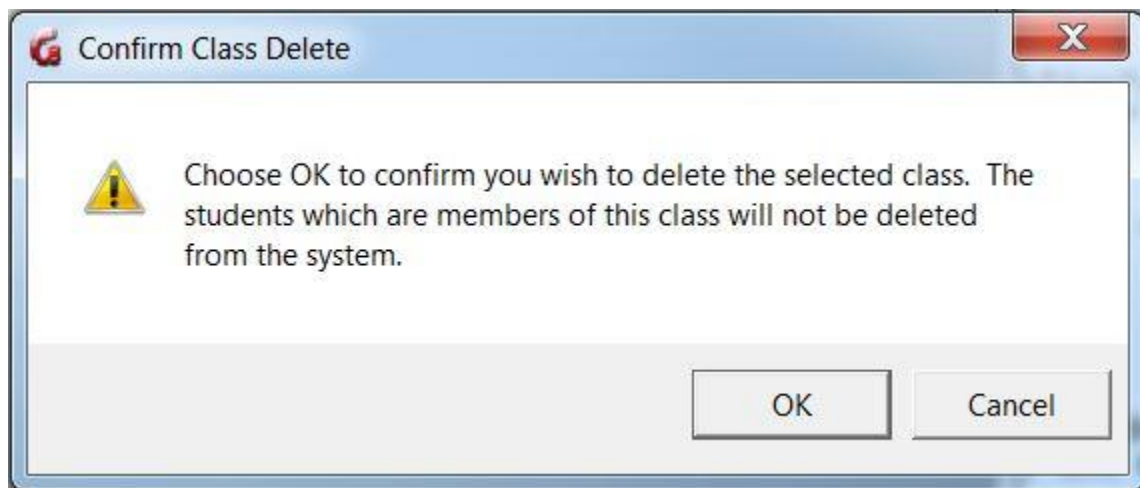 Confirm Class Delete
Choose OK to confirm you wish to delete the selected class.  The
students which are members of this class will not be deleted
from the system.
OK
Cancel